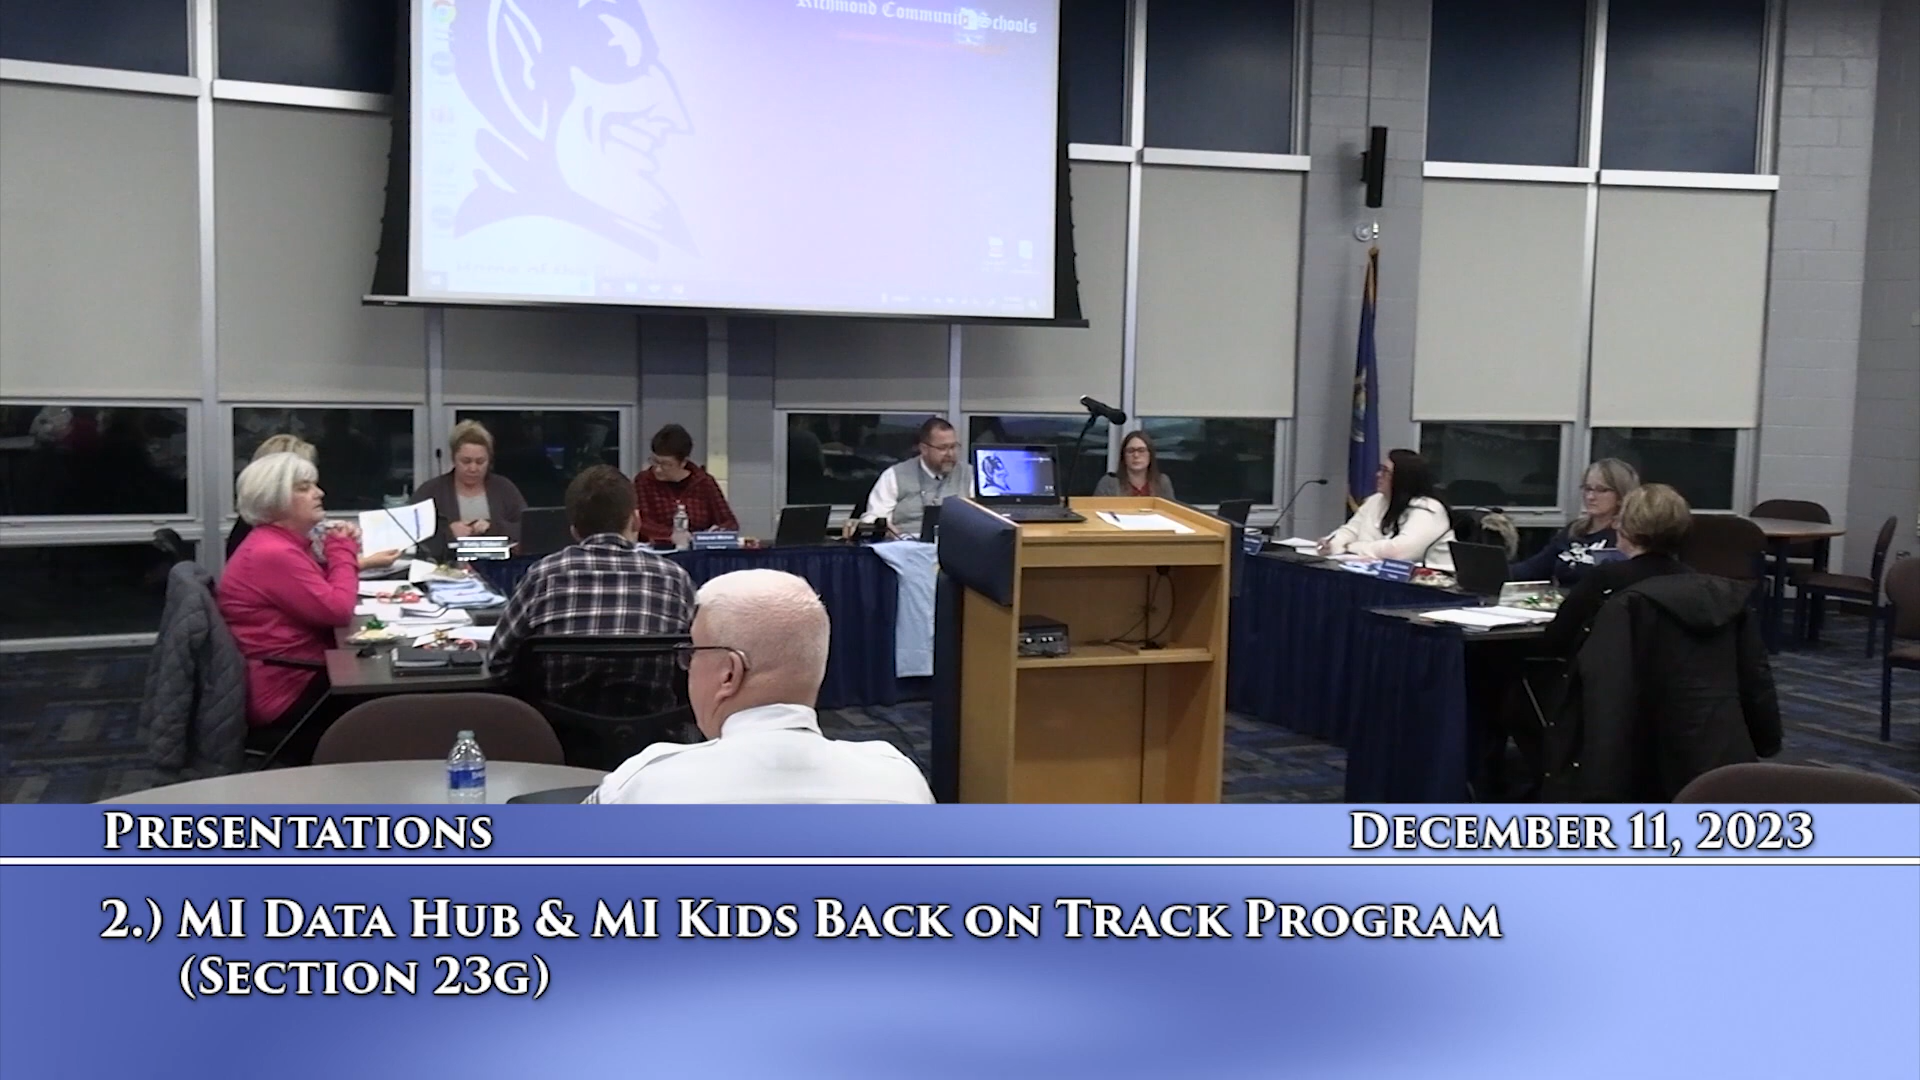 Richmond Community Schools
Presentations
December 11, 2023
2.) MI Data Hub & MI Kids Back on Track Program
(Section 23g)